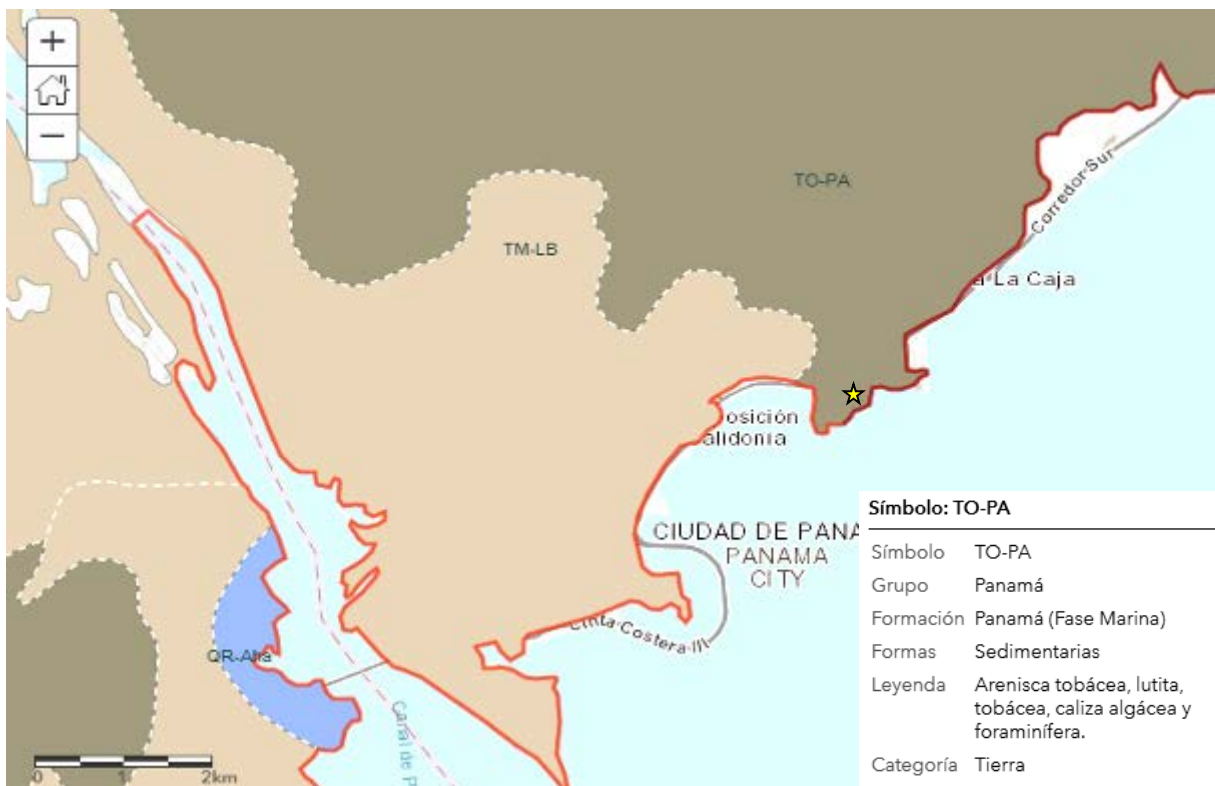 +
−
TO-PA
TM-LB
Corredor Sur
a La Caja
osición
alidonia
CIUDAD DE PANA
PANAMA
CITY
Cinta Costera III
QR-Aha
Canal de P
0 1 2km
Símbolo: TO-PA
Símbolo TO-PA
Grupo Panamá
Formación Panamá (Fase Marina)
Formas Sedimentarias
Leyenda Arenisca tobácea, lutita,
tobácea, caliza algácea y
foraminífera.
Categoría Tierra